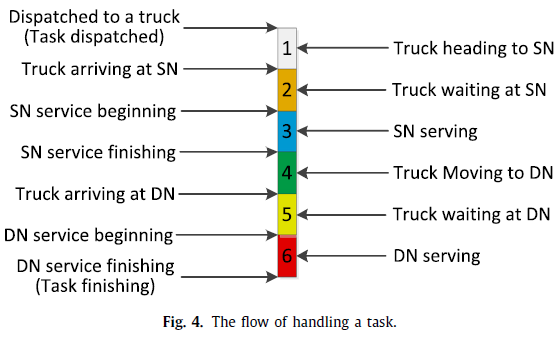 Dispatched to a truck
(Task dispatched)
1
Truck heading to SN
Truck arriving at SN
2
Truck waiting at SN
SN service beginning
3
SN serving
SN service finishing
4
Truck Moving to DN
Truck arriving at DN
5
Truck waiting at DN
DN service beginning
6
DN serving
DN service finishing
(Task finishing)
Fig. 4. The flow of handling a task.